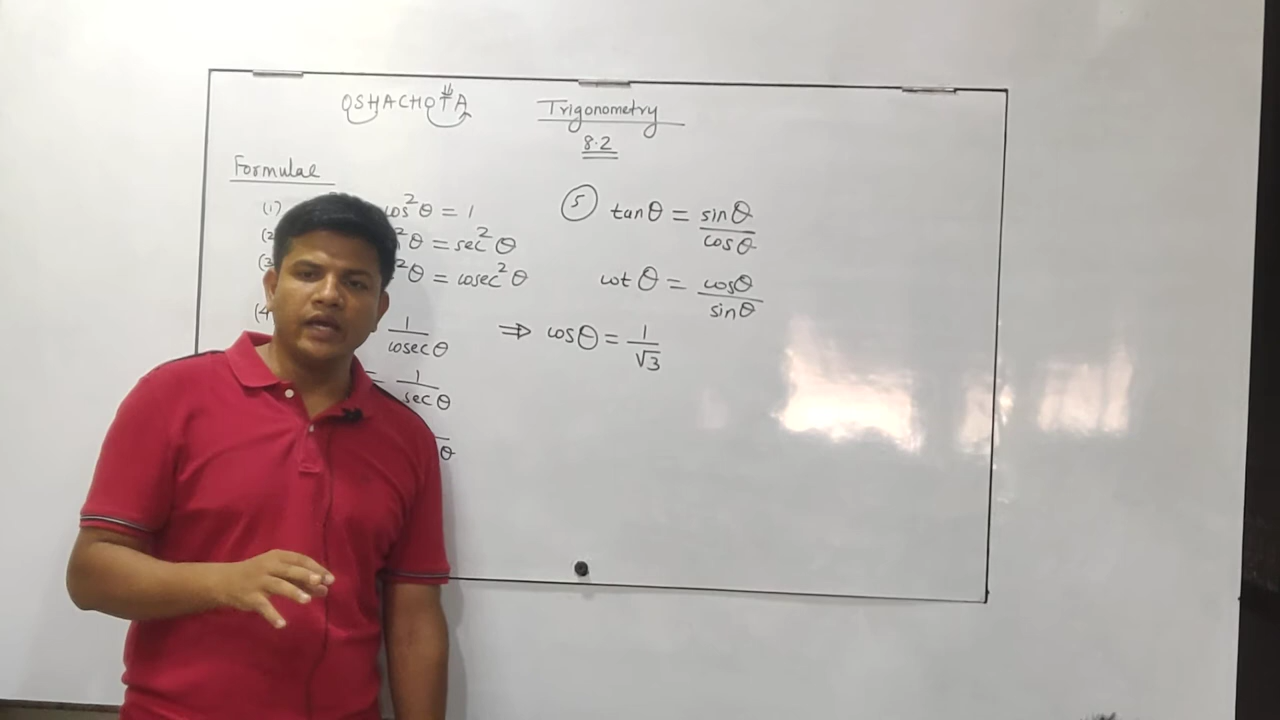 OSHACHOTA
Trigonometry
8.2
Formulae
(1) cos²θ = 1
(2 ²θ = sec²θ
(3 ²θ = cosec²θ
(4 1/cosecθ
= 1/secθ
θ
⇒ cosθ = 1/√3
5 tanθ = sinθ/cosθ
cotθ = cosθ/sinθ